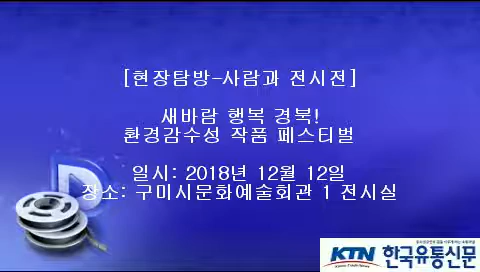 [현장탐방-사람과 전시전]
새바람 행복 경북!
환경감수성 작품 페스티벌
일시: 2018년 12월 12일
장소: 구미시문화예술회관 1 전시실
KTN 한국유통신문